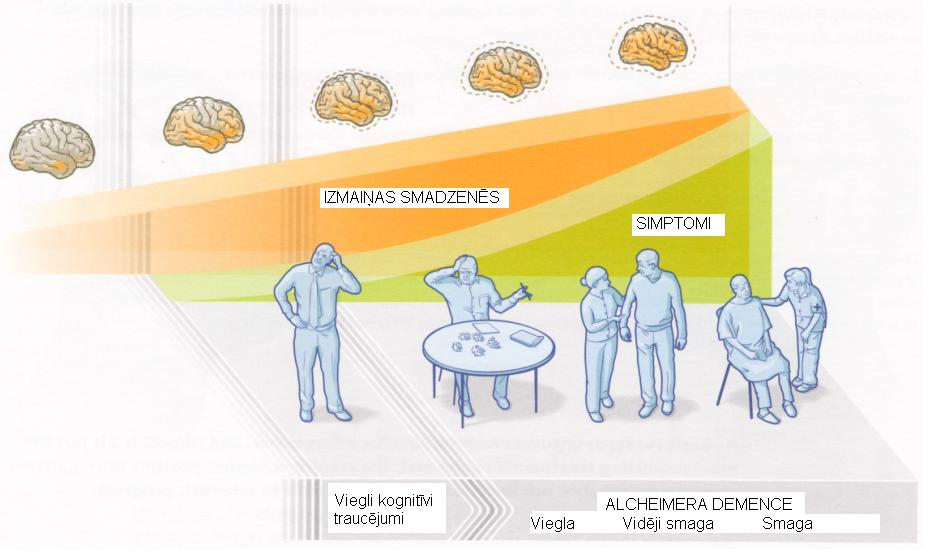 IZMAIŅAS SMADZENĒS
SIMPTOMI
Viegli kognitīvi
traucējumi
ALCHEIMERA DEMENCE
Viegla Vidēji smaga Smaga